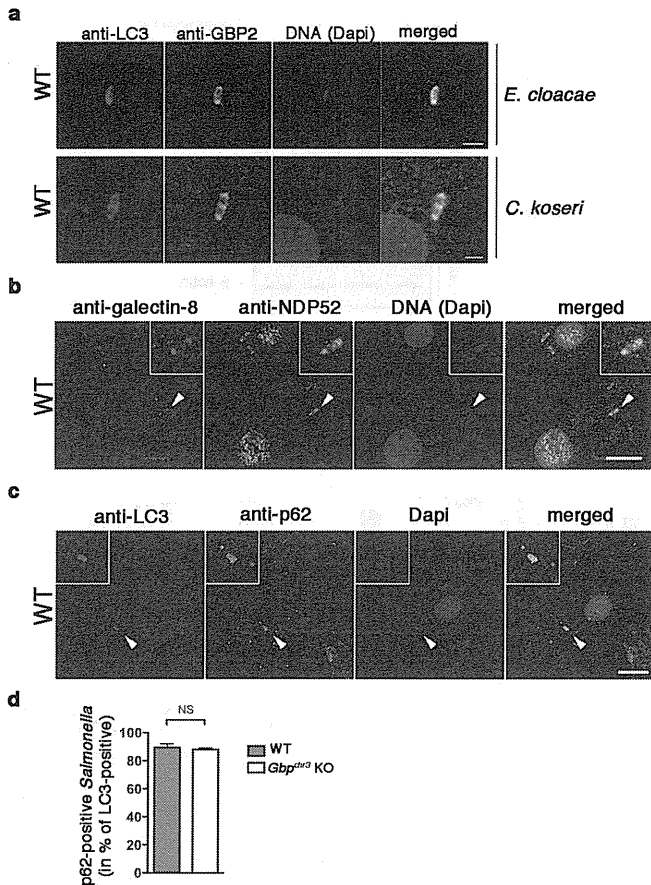 a
anti-LC3 anti-GBP2 DNA (Dapi) merged
WT
E. cloacae
WT
C. koseri
b
anti-galectin-8 anti-NDP52 DNA (Dapi) merged
WT
c
anti-LC3 anti-p62 Dapi merged
WT
d
p62-positive Salmonella
(in % of LC3-positive)
100
80
60
40
20
0
NS
WT
Gbpchr3 KO